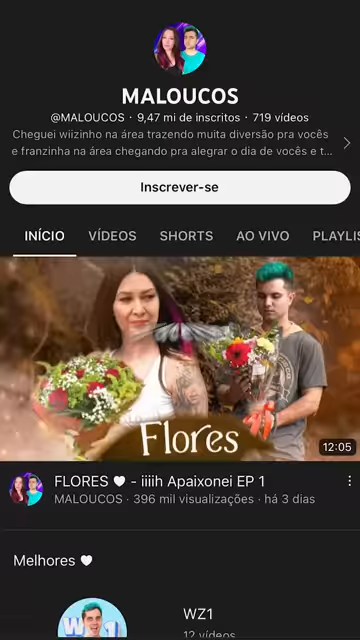 MALOUCOS
@MALOUCOS · 9,47 mi de inscritos · 719 vídeos
Cheguei wiizinho na área trazendo muita diversão pra vocês
e franzinha na área chegando pra alegrar o dia de vocês e t...
Inscrever-se
INÍCIO VÍDEOS SHORTS AO VIVO PLAYLIS
Flores
12:05
FLORES 🤍 - iiiih Apaixonei EP 1
MALOUCOS · 396 mil visualizações · há 3 dias
Melhores 🤍
WZ1
12 vídeos